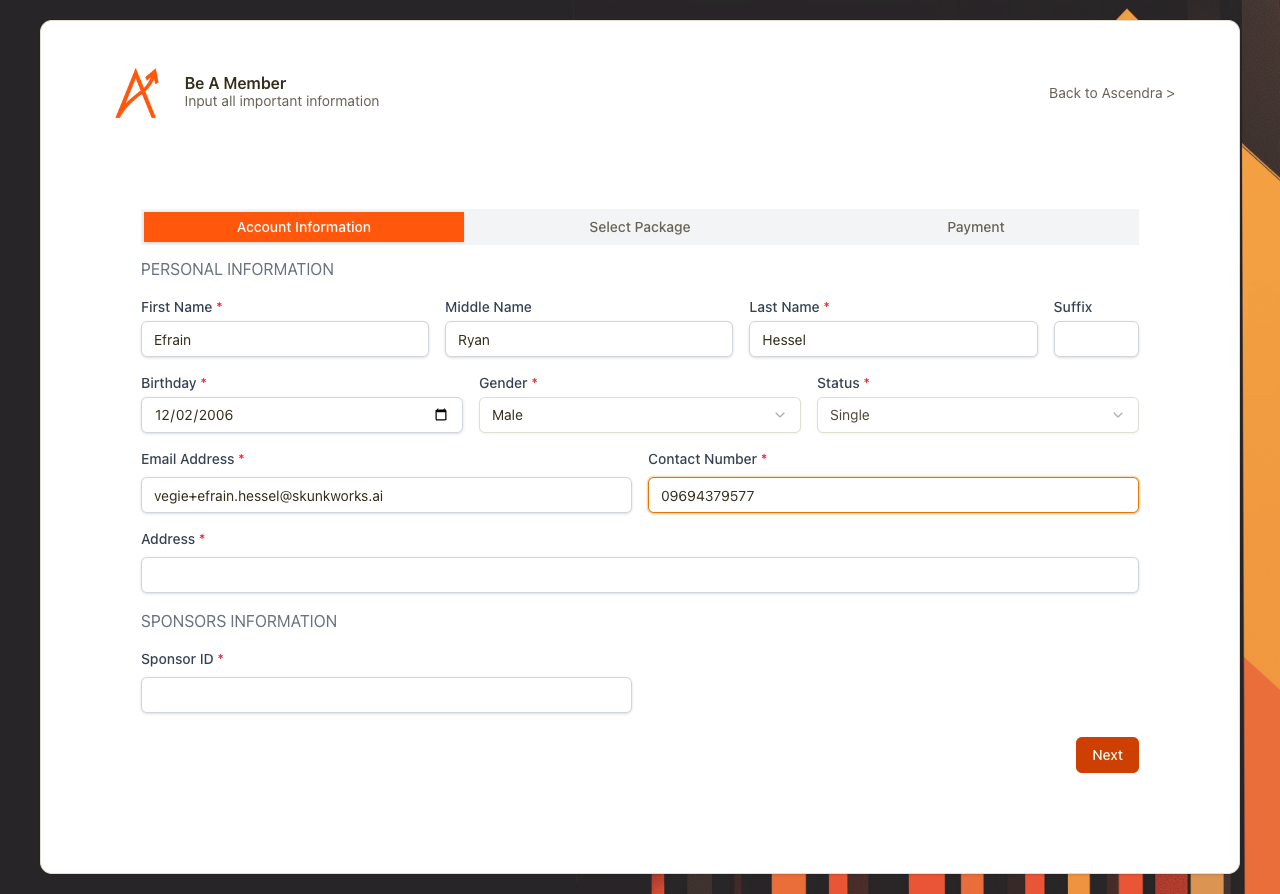 Be A Member
Input all important information
Back to Ascendra >
Account Information Select Package Payment
PERSONAL INFORMATION
First Name * Middle Name Last Name * Suffix
Efrain Ryan Hessel
Birthday * Gender * Status *
12/02/2006 Male Single
Email Address * Contact Number *
vegie+efrain.hessel@skunkworks.ai 09694379577
Address *
SPONSORS INFORMATION
Sponsor ID *
Next